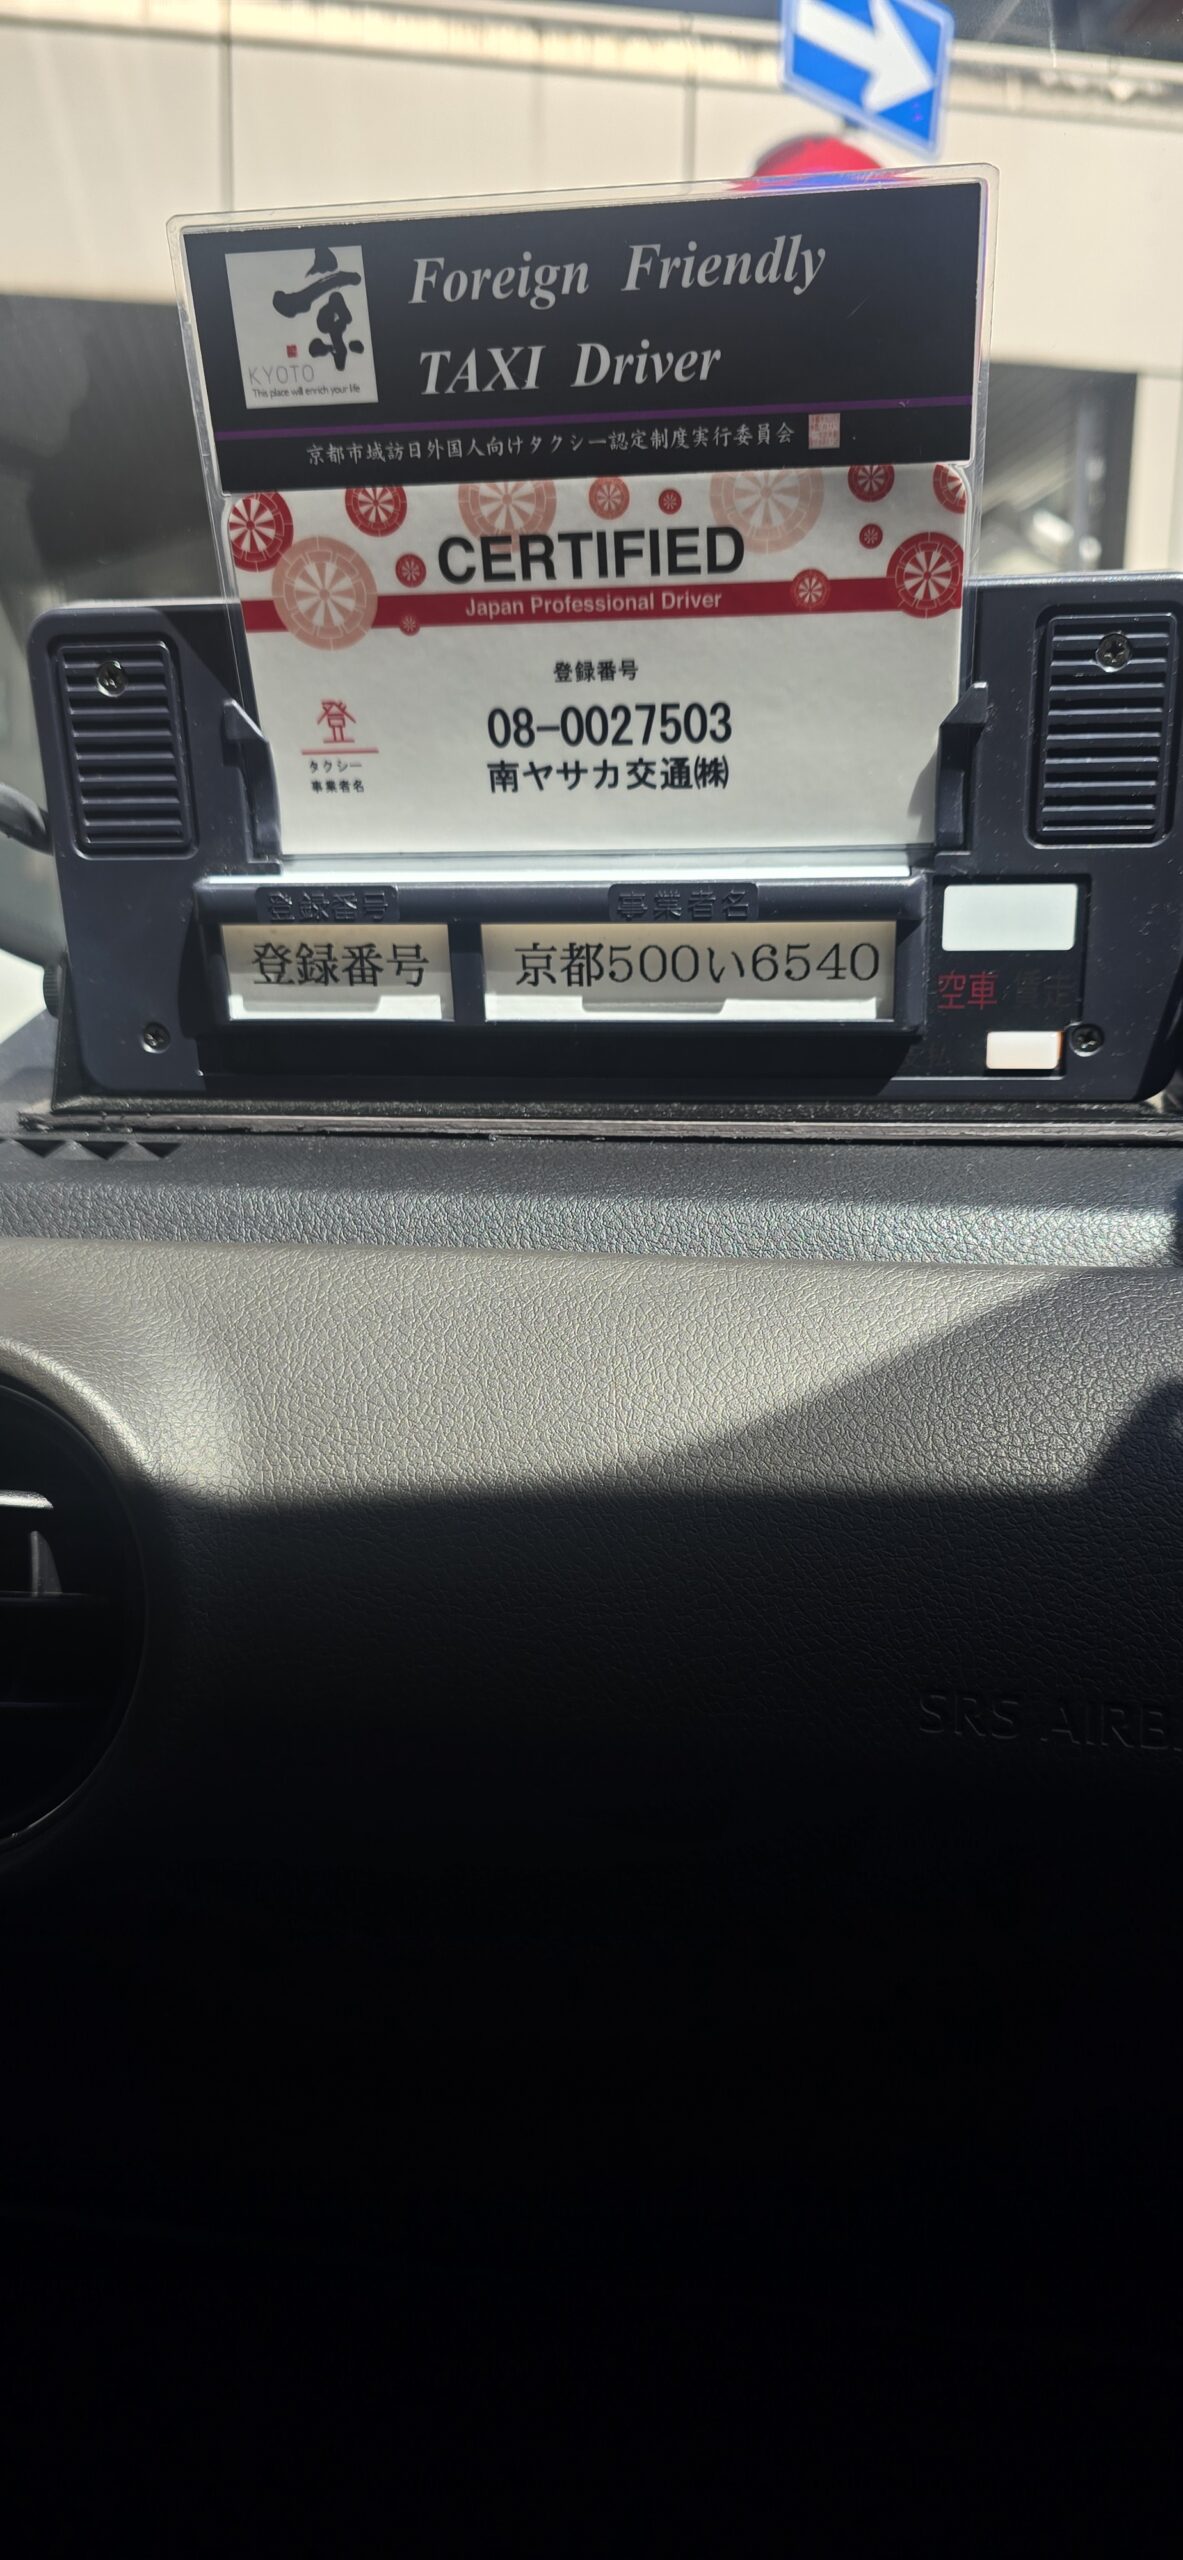 京
KYOTO
This place will enrich your life
Foreign Friendly
TAXI Driver
京都市域訪日外国人向けタクシー認定制度実行委員会
CERTIFIED
Japan Professional Driver
登録番号
登
08-0027503
タクシー
事業者名
南ヤサカ交通㈱
登録番号 事業者名
登録番号 京都500い6540
空車
SRS AIRB